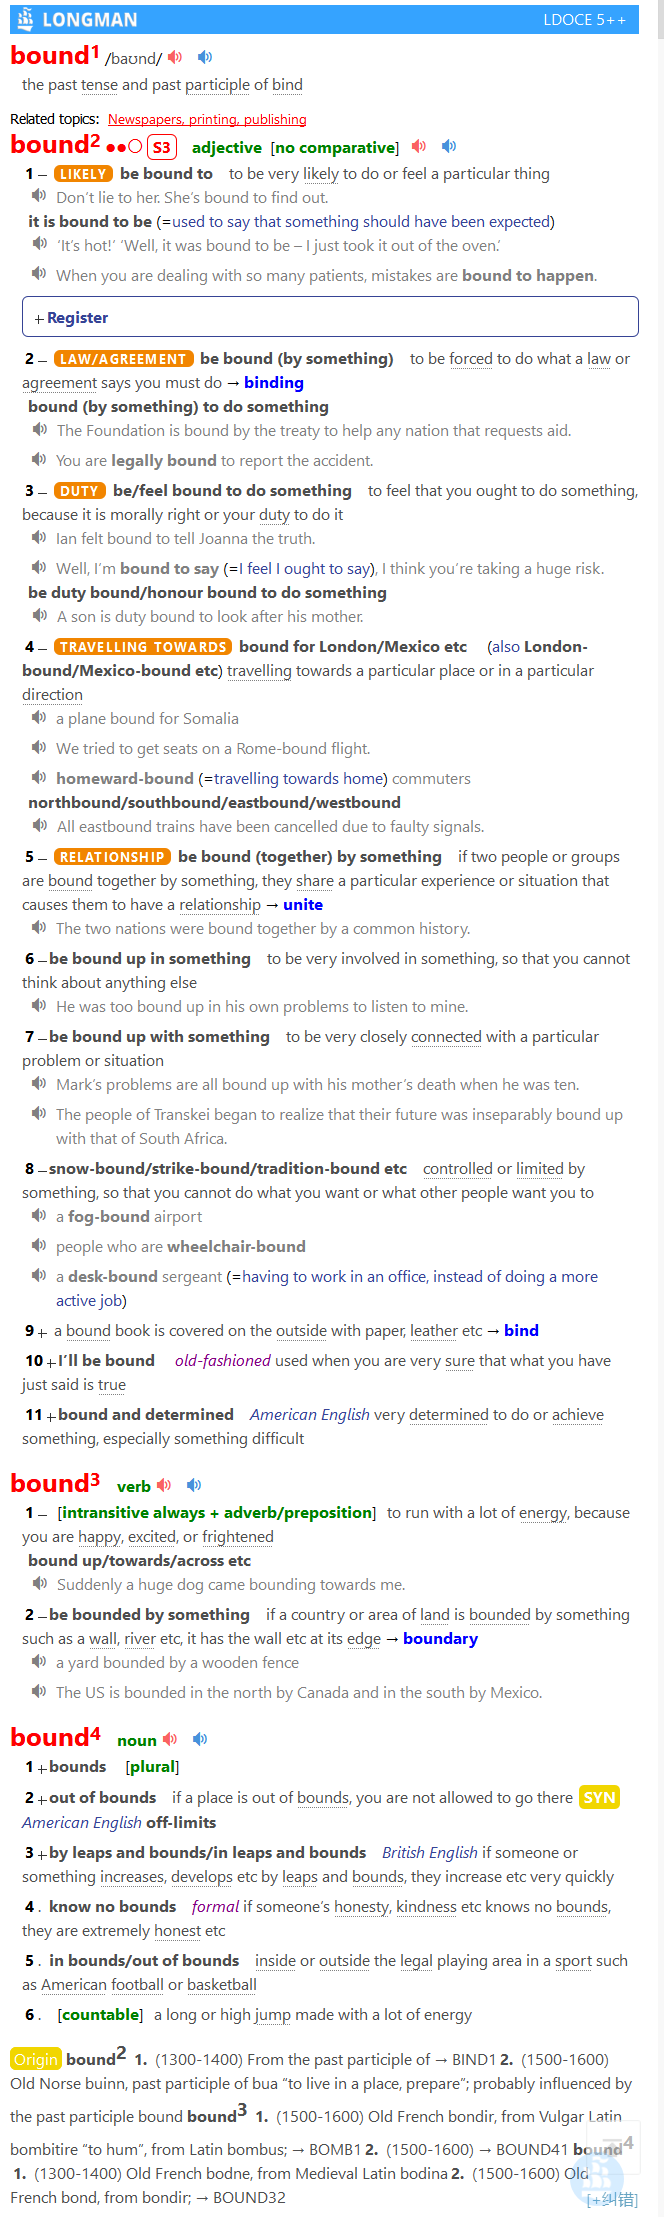 LONGMAN LDOCE 5++
bound1 /baʊnd/
the past tense and past participle of bind
Related topics: Newspapers, printing, publishing
bound2 ●●○ S3 adjective [no comparative]
1 – LIKELY be bound to to be very likely to do or feel a particular thing
Don’t lie to her. She’s bound to find out.
it is bound to be (=used to say that something should have been expected)
‘It’s hot!’ ‘Well, it was bound to be – I just took it out of the oven.’
When you are dealing with so many patients, mistakes are bound to happen.
+ Register
2 – LAW/AGREEMENT be bound (by something) to be forced to do what a law or
agreement says you must do → binding
bound (by something) to do something
The Foundation is bound by the treaty to help any nation that requests aid.
You are legally bound to report the accident.
3 – DUTY be/feel bound to do something to feel that you ought to do something,
because it is morally right or your duty to do it
Ian felt bound to tell Joanna the truth.
Well, I’m bound to say (=I feel I ought to say), I think you’re taking a huge risk.
be duty bound/honour bound to do something
A son is duty bound to look after his mother.
4 – TRAVELLING TOWARDS bound for London/Mexico etc (also London-
bound/Mexico-bound etc) travelling towards a particular place or in a particular
direction
a plane bound for Somalia
We tried to get seats on a Rome-bound flight.
homeward-bound (=travelling towards home) commuters
northbound/southbound/eastbound/westbound
All eastbound trains have been cancelled due to faulty signals.
5 – RELATIONSHIP be bound (together) by something if two people or groups
are bound together by something, they share a particular experience or situation that
causes them to have a relationship → unite
The two nations were bound together by a common history.
6 – be bound up in something to be very involved in something, so that you cannot
think about anything else
He was too bound up in his own problems to listen to mine.
7 – be bound up with something to be very closely connected with a particular
problem or situation
Mark’s problems are all bound up with his mother’s death when he was ten.
The people of Transkei began to realize that their future was inseparably bound up
with that of South Africa.
8 – snow-bound/strike-bound/tradition-bound etc controlled or limited by
something, so that you cannot do what you want or what other people want you to
a fog-bound airport
people who are wheelchair-bound
a desk-bound sergeant (=having to work in an office, instead of doing a more
active job)
9 + a bound book is covered on the outside with paper, leather etc → bind
10 + I’ll be bound old-fashioned used when you are very sure that what you have
just said is true
11 + bound and determined American English very determined to do or achieve
something, especially something difficult
bound3 verb
1 – [intransitive always + adverb/preposition] to run with a lot of energy, because
you are happy, excited, or frightened
bound up/towards/across etc
Suddenly a huge dog came bounding towards me.
2 – be bounded by something if a country or area of land is bounded by something
such as a wall, river etc, it has the wall etc at its edge → boundary
a yard bounded by a wooden fence
The US is bounded in the north by Canada and in the south by Mexico.
bound4 noun
1 + bounds [plural]
2 + out of bounds if a place is out of bounds, you are not allowed to go there SYN
American English off-limits
3 + by leaps and bounds/in leaps and bounds British English if someone or
something increases, develops etc by leaps and bounds, they increase etc very quickly
4 . know no bounds formal if someone’s honesty, kindness etc knows no bounds,
they are extremely honest etc
5 . in bounds/out of bounds inside or outside the legal playing area in a sport such
as American football or basketball
6 . [countable] a long or high jump made with a lot of energy
Origin bound2 1. (1300-1400) From the past participle of → BIND1 2. (1500-1600)
Old Norse buinn, past participle of bua “to live in a place, prepare”; probably influenced by
the past participle bound bound3 1. (1500-1600) Old French bondir, from Vulgar Latin
bombitire “to hum”, from Latin bombus; → BOMB1 2. (1500-1600) → BOUND41 bound4
1. (1300-1400) Old French bodne, from Medieval Latin bodina 2. (1500-1600) Old
French bond, from bondir; → BOUND32
[+纠错]